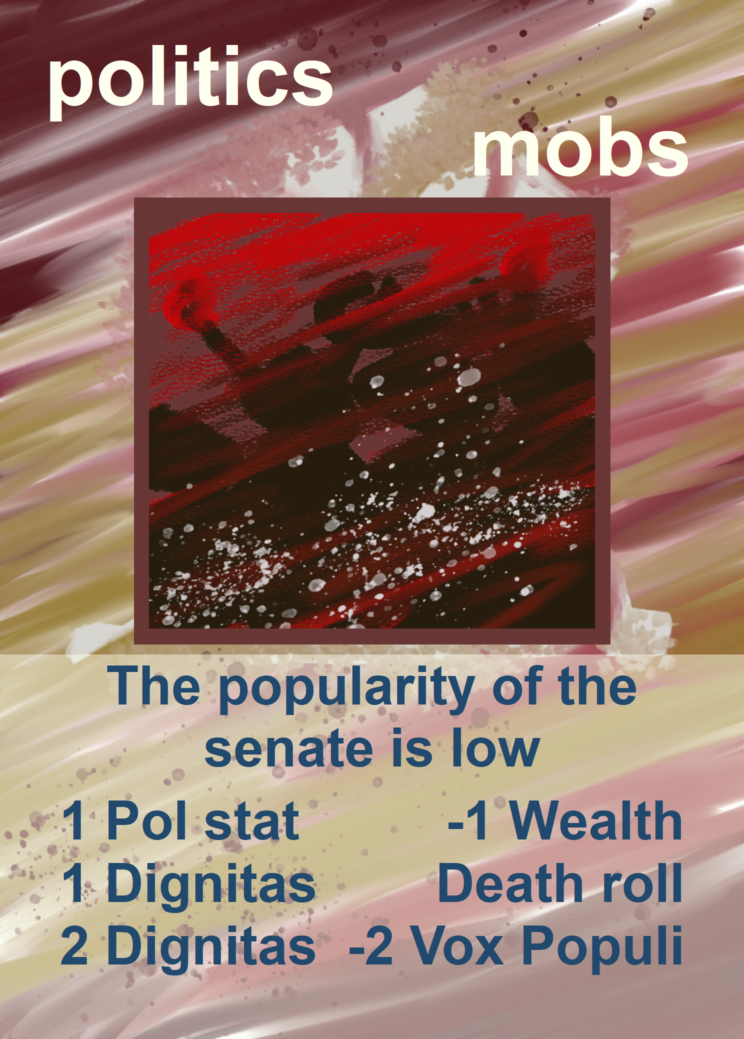 politics
mobs
The popularity of the
senate is low
1 Pol stat -1 Wealth
1 Dignitas Death roll
2 Dignitas -2 Vox Populi